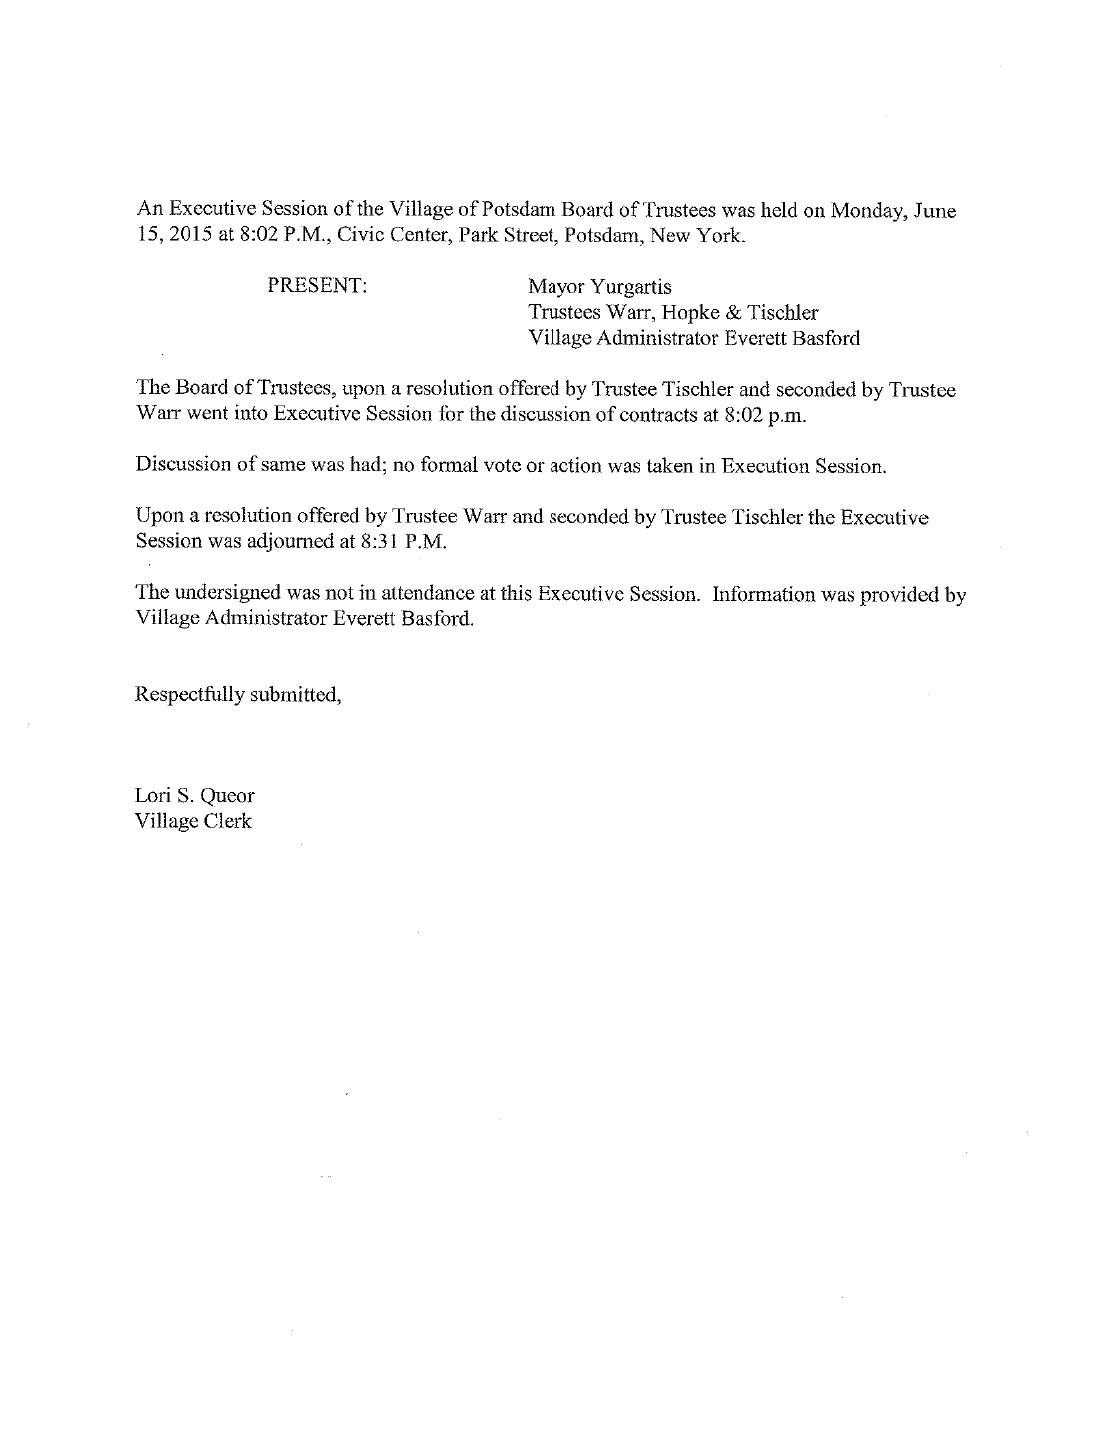 An Executive Session of the Village of Potsdam Board of Trustees was held on Monday, June
15, 2015 at 8:02 P.M., Civic Center, Park Street, Potsdam, New York.
PRESENT: Mayor Yurgartis
Trustees Warr, Hopke & Tischler
Village Administrator Everett Basford
The Board of Trustees, upon a resolution offered by Trustee Tischler and seconded by Trustee
Warr went into Executive Session for the discussion of contracts at 8:02 p.m.
Discussion of same was had; no formal vote or action was taken in Execution Session.
Upon a resolution offered by Trustee Warr and seconded by Trustee Tischler the Executive
Session was adjourned at 8:31 P.M.
The undersigned was not in attendance at this Executive Session.  Information was provided by
Village Administrator Everett Basford.
Respectfully submitted,
Lori S. Queor
Village Clerk